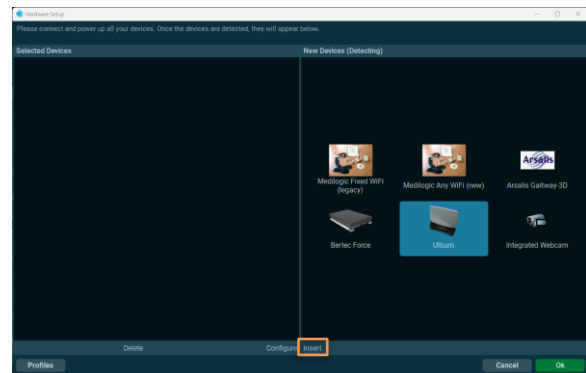 Hardware Setup
Please connect and power up all your devices. Once the devices are detected, they will appear below.
Selected Devices
New Devices (Detecting)
Medilogic Fixed WiFi
(legacy)
Medilogic Any WiFi (new)
Arsalis
Arsalis Gaitway-3D
Bertec Force
Ultium
Integrated Webcam
Delete
Configure
Insert
Profiles
Cancel
Ok